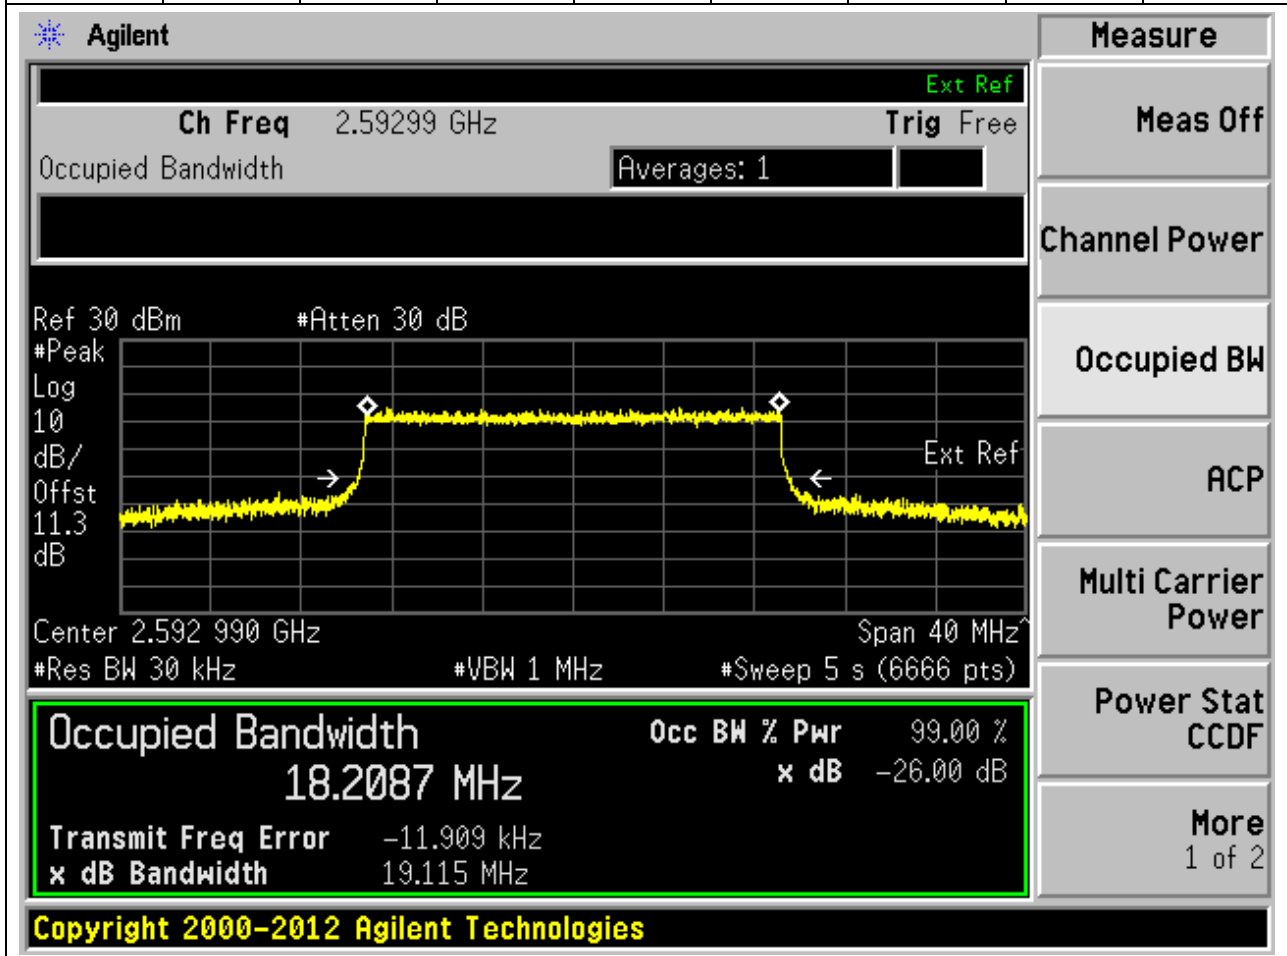 Agilent
Measure
Ext Ref
Ch Freq 2.59299 GHz Trig Free
Meas Off
Occupied Bandwidth Averages: 1
Channel Power
Ref 30 dBm #Atten 30 dB
#Peak
Log
10
dB/
Offst
11.3
dB
Ext Ref
Occupied BW
ACP
Center 2.592 990 GHz Span 40 MHz^
#Res BW 30 kHz #VBW 1 MHz #Sweep 5 s (6666 pts)
Multi Carrier
Power
Occupied Bandwidth Occ BW % Pwr 99.00 %
18.2087 MHz x dB -26.00 dB
Transmit Freq Error -11.909 kHz
x dB Bandwidth 19.115 MHz
Power Stat
CCDF
More
1 of 2
Copyright 2000-2012 Agilent Technologies